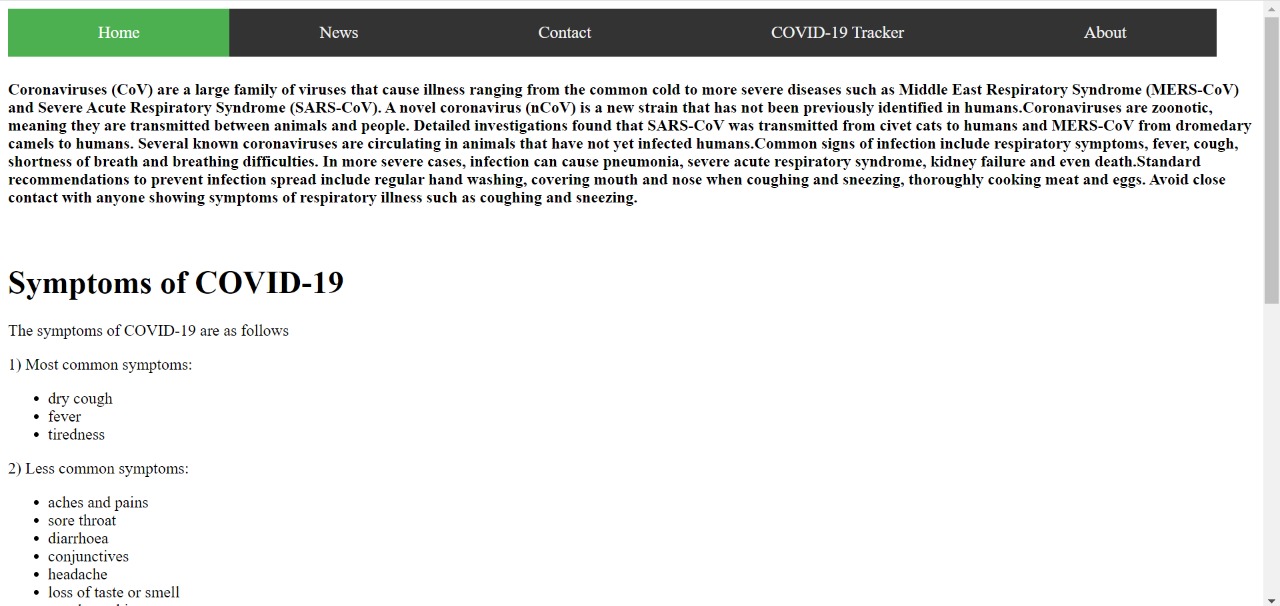 Home News Contact COVID-19 Tracker About
Coronaviruses (CoV) are a large family of viruses that cause illness ranging from the common cold to more severe diseases such as Middle East Respiratory Syndrome (MERS-CoV)
and Severe Acute Respiratory Syndrome (SARS-CoV). A novel coronavirus (nCoV) is a new strain that has not been previously identified in humans.Coronaviruses are zoonotic,
meaning they are transmitted between animals and people. Detailed investigations found that SARS-CoV was transmitted from civet cats to humans and MERS-CoV from dromedary
camels to humans. Several known coronaviruses are circulating in animals that have not yet infected humans.Common signs of infection include respiratory symptoms, fever, cough,
shortness of breath and breathing difficulties. In more severe cases, infection can cause pneumonia, severe acute respiratory syndrome, kidney failure and even death.Standard
recommendations to prevent infection spread include regular hand washing, covering mouth and nose when coughing and sneezing, thoroughly cooking meat and eggs. Avoid close
contact with anyone showing symptoms of respiratory illness such as coughing and sneezing.
Symptoms of COVID-19
The symptoms of COVID-19 are as follows
1) Most common symptoms:
• dry cough
• fever
• tiredness
2) Less common symptoms:
• aches and pains
• sore throat
• diarrhoea
• conjunctives
• headache
• loss of taste or smell